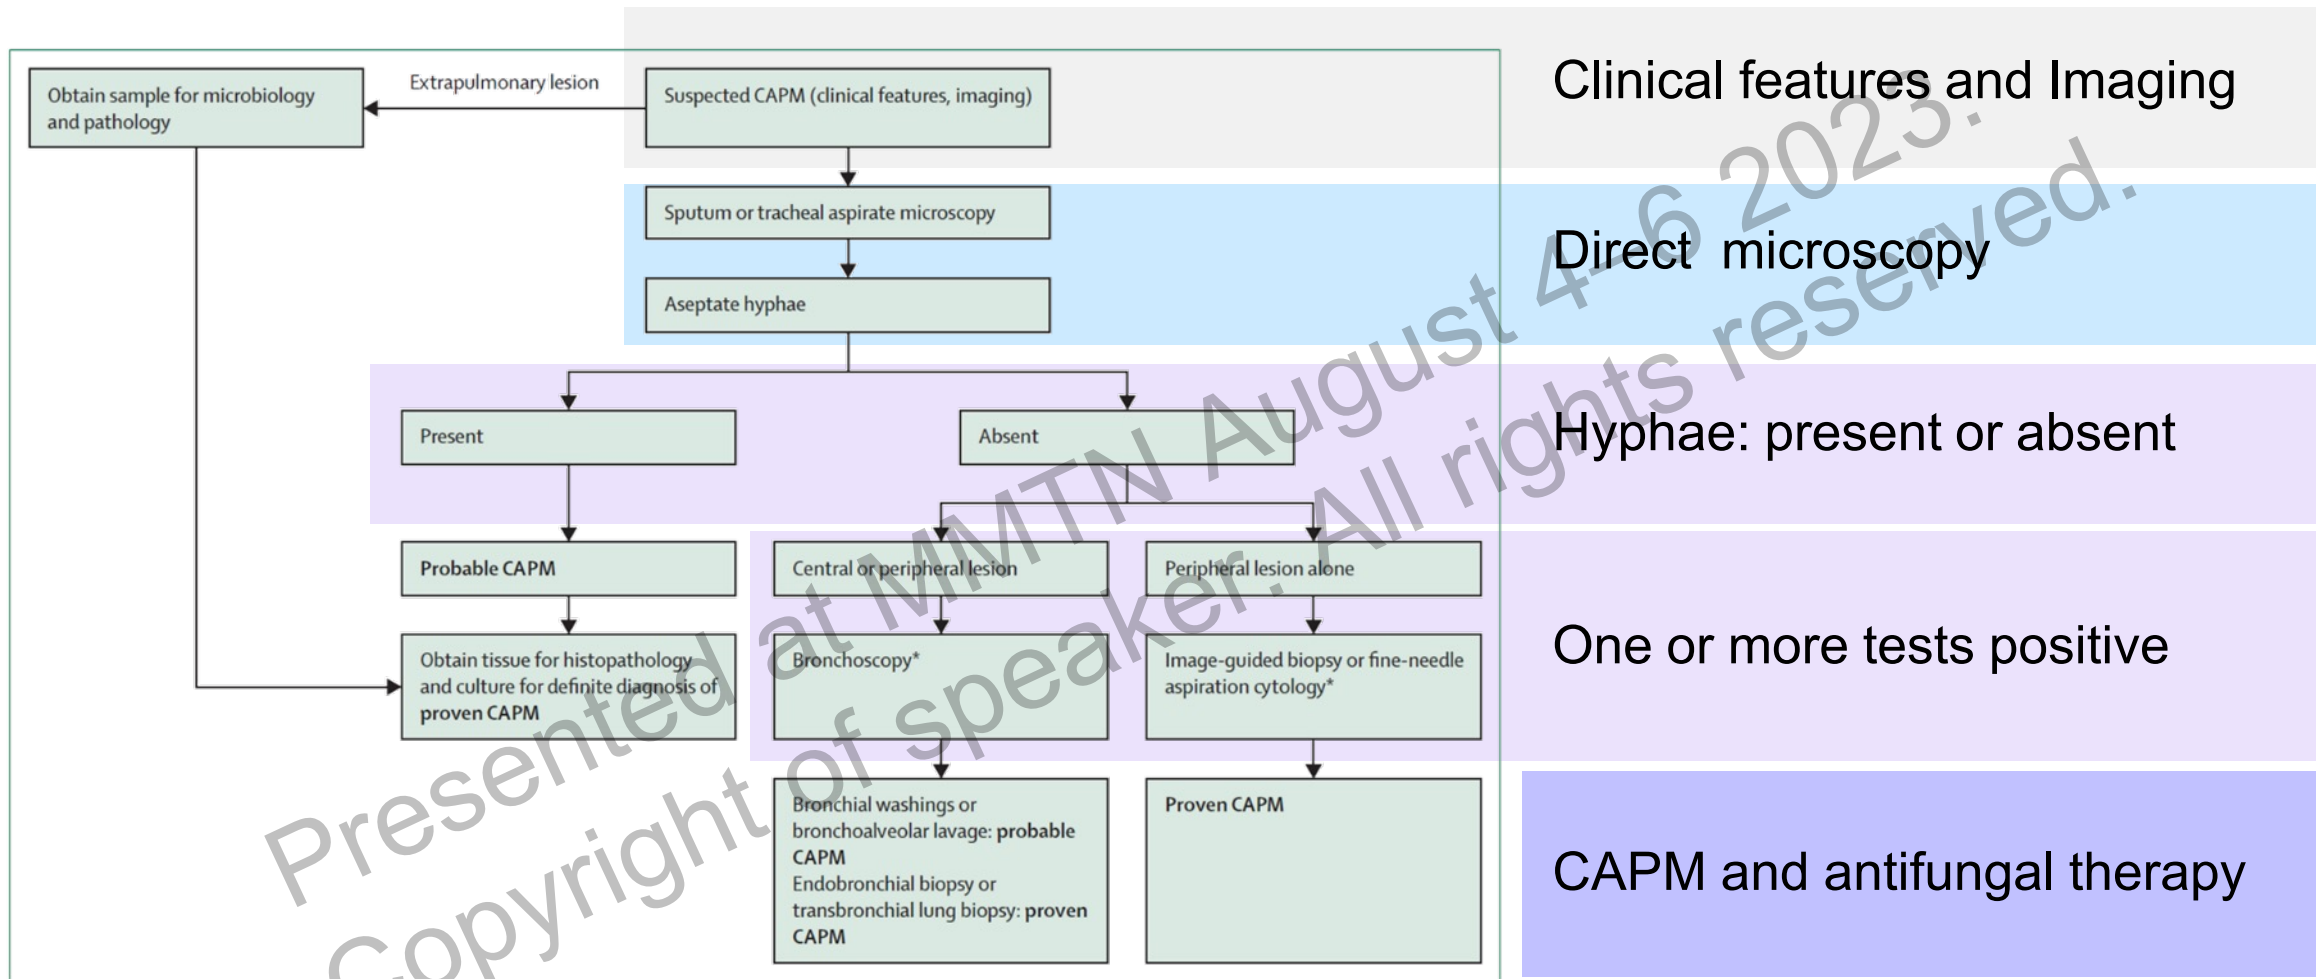 Extrapulmonary lesion
Obtain sample for microbiology
and pathology
Suspected CAPM (clinical features, imaging)
Clinical features and Imaging
Sputum or tracheal aspirate microscopy
Direct microscopy
Aseptate hyphae
Present
Absent
Hyphae: present or absent
Probable CAPM
Central or peripheral lesion
Peripheral lesion alone
Obtain tissue for histopathology
and culture for definite diagnosis of
proven CAPM
Bronchoscopy*
Image-guided biopsy or fine-needle
aspiration cytology*
One or more tests positive
Bronchial washings or
bronchoalveolar lavage: probable
CAPM
Endobronchial biopsy or
transbronchial lung biopsy: proven
CAPM
Proven CAPM
CAPM and antifungal therapy
Presented at MMTN August 4–6 2023.
Copyright of speaker. All rights reserved.